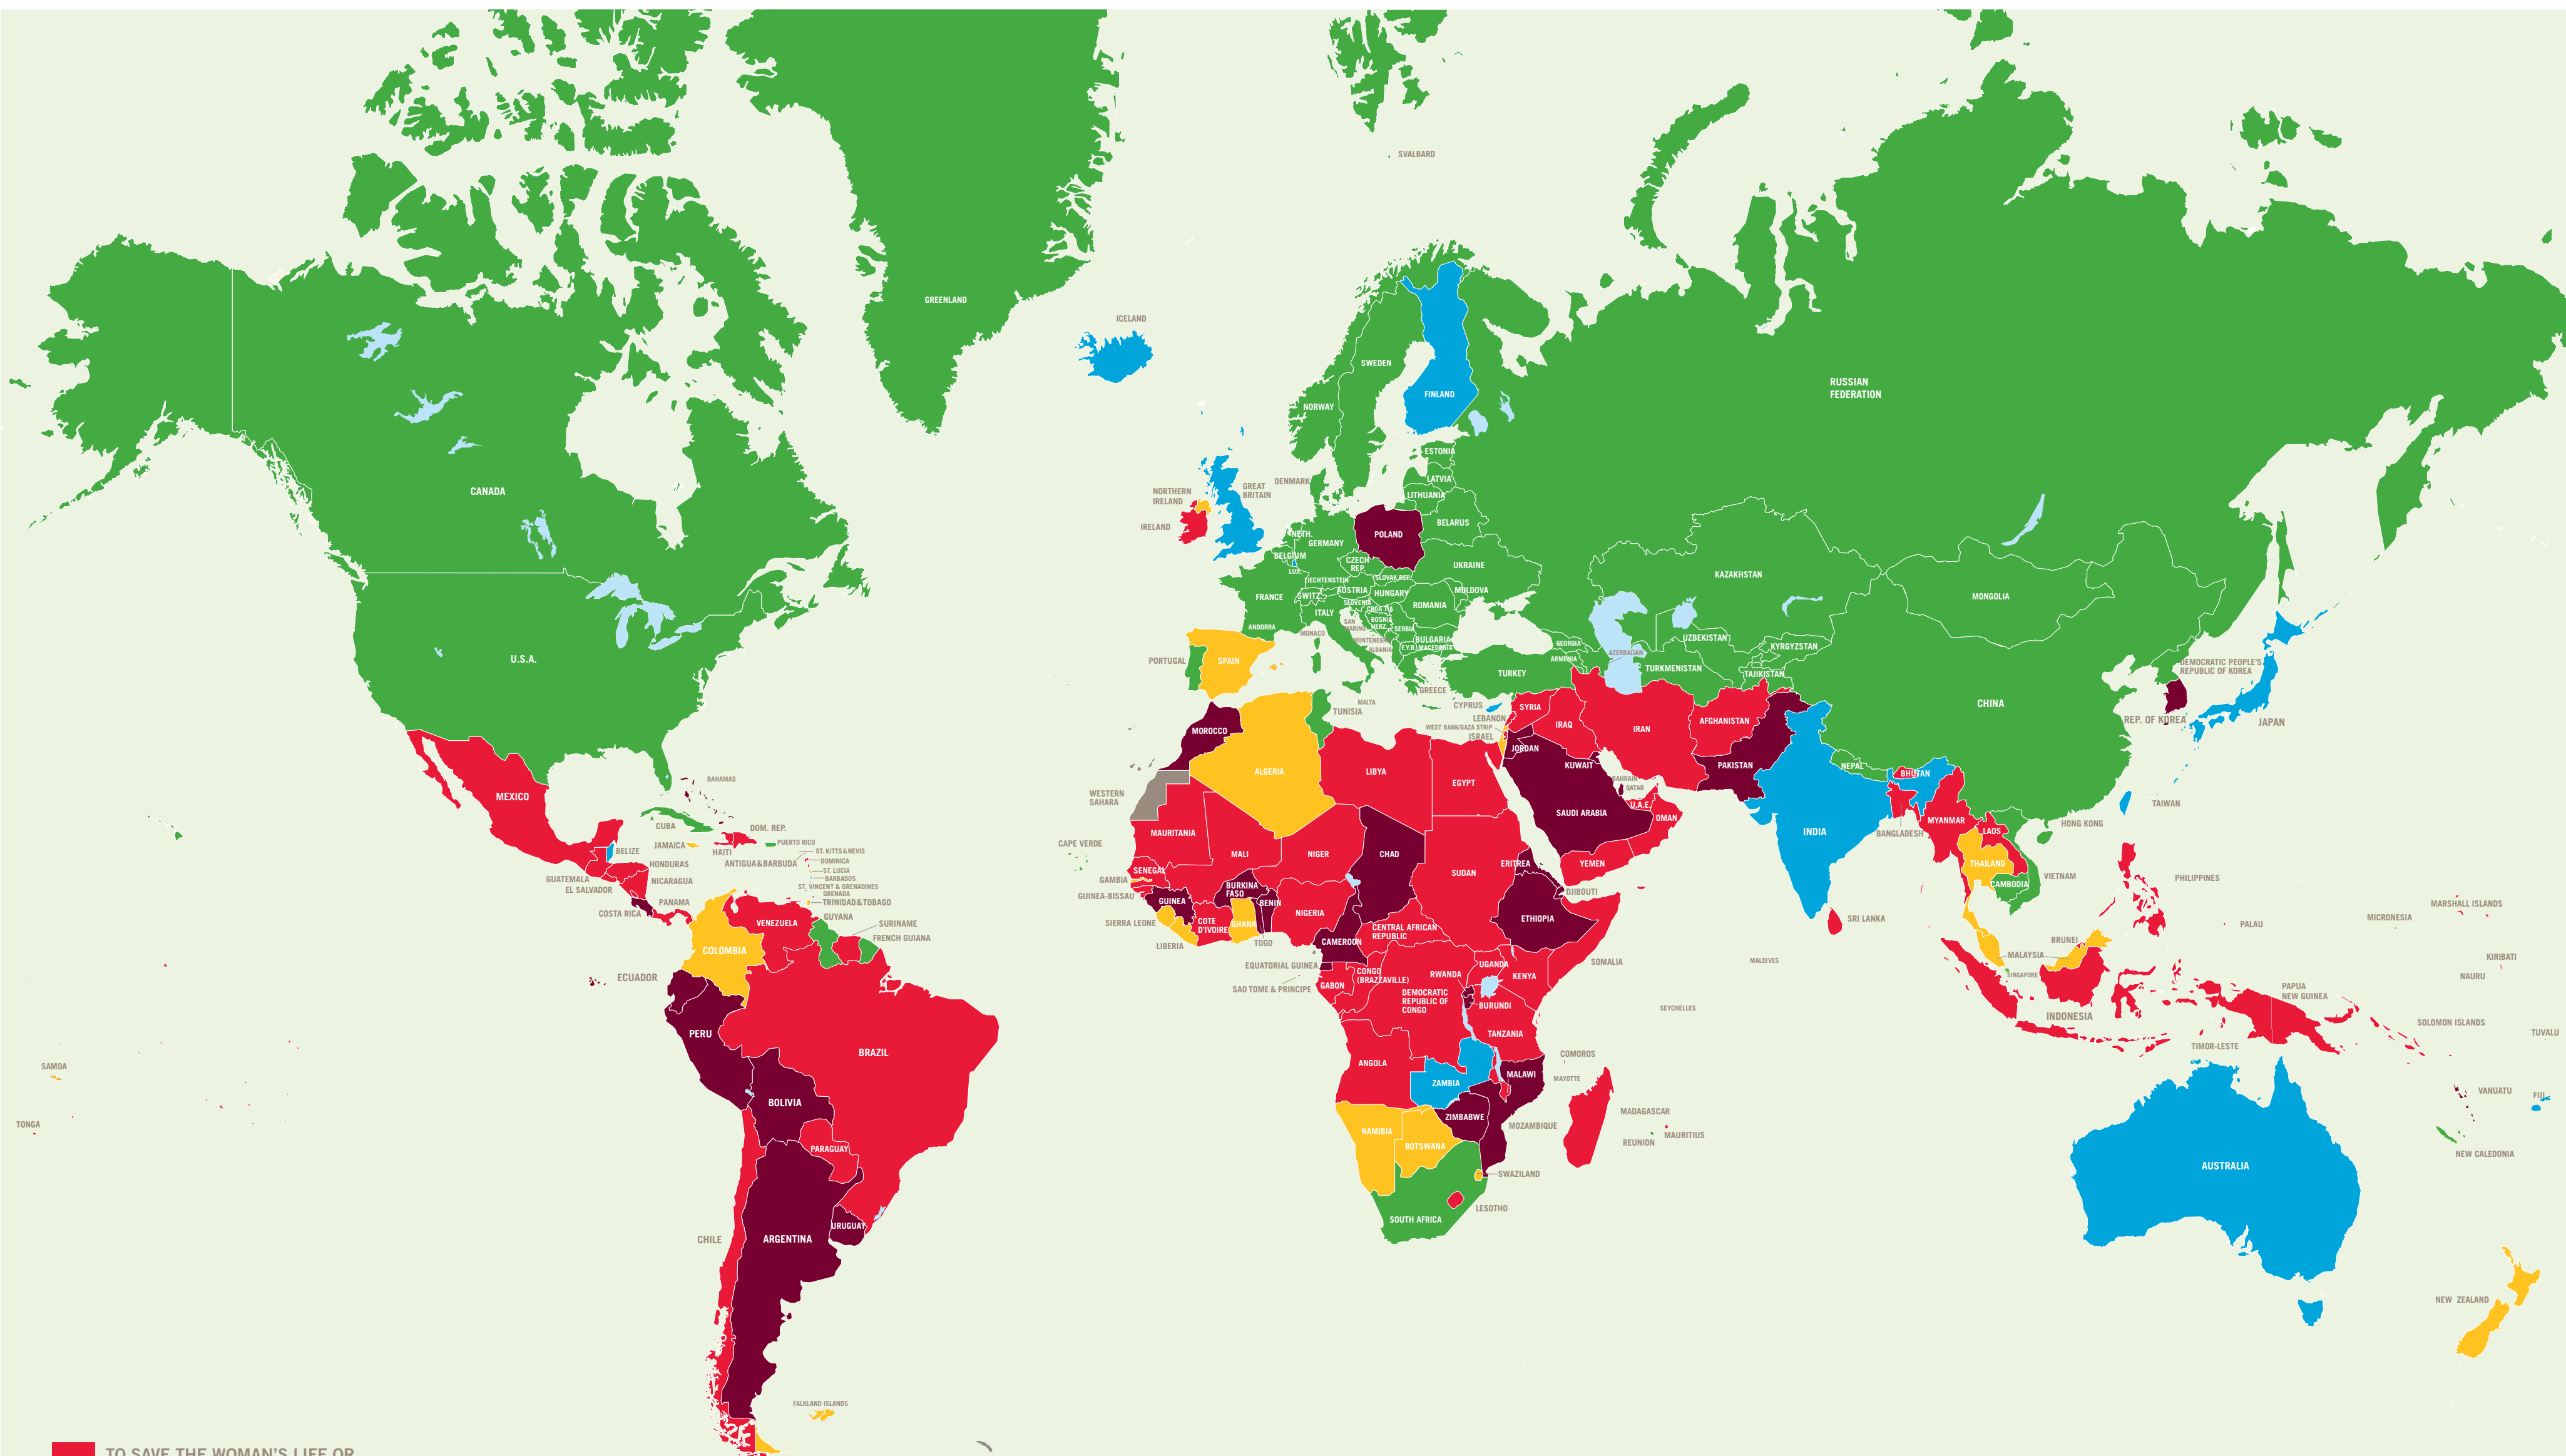 SVALBARD
GREENLAND
ICELAND
SWEDEN
RUSSIAN
FEDERATION
FINLAND
NORWAY
ESTONIA
LATVIA
LITHUANIA
DENMARK
NORTHERN
IRELAND
GREAT
BRITAIN
IRELAND
CANADA
BELARUS
POLAND
NETH.
GERMANY
BELGIUM
LUX.
CZECH
REP.
UKRAINE
SLOVAK REP.
LIECHTENSTEIN
AUSTRIA
HUNGARY
MOLDOVA
FRANCE
SWITZ.
SLOVENIA
CROATIA
ROMANIA
ITALY
BOSNIA
HERZ.
SAN
MARINO
SERBIA
ANDORRA
MONACO
MONTENEGRO
BULGARIA
ALBANIA
F.Y.R. MACEDONIA
KAZAKHSTAN
MONGOLIA
UZBEKISTAN
KYRGYZSTAN
GEORGIA
ARMENIA
AZERBAIJAN
TURKMENISTAN
TAJIKISTAN
U.S.A.
PORTUGAL
SPAIN
TURKEY
GREECE
MALTA
TUNISIA
CYPRUS
SYRIA
LEBANON
WEST BANK/GAZA STRIP
ISRAEL
IRAQ
IRAN
AFGHANISTAN
CHINA
DEMOCRATIC PEOPLE'S
REPUBLIC OF KOREA
REP. OF KOREA
JAPAN
MOROCCO
JORDAN
KUWAIT
PAKISTAN
NEPAL
BHUTAN
ALGERIA
LIBYA
EGYPT
BAHRAIN
QATAR
U.A.E.
SAUDI ARABIA
OMAN
WESTERN
SAHARA
MEXICO
BAHAMAS
CUBA
DOM. REP.
JAMAICA
HAITI
PUERTO RICO
BELIZE
ST. KITTS & NEVIS
ANTIGUA & BARBUDA
DOMINICA
ST. LUCIA
BARBADOS
HONDURAS
GUATEMALA
EL SALVADOR
NICARAGUA
ST. VINCENT & GRENADINES
GRENADA
TRINIDAD & TOBAGO
COSTA RICA
PANAMA
VENEZUELA
GUYANA
SURINAME
FRENCH GUIANA
COLOMBIA
ECUADOR
CAPE VERDE
MAURITANIA
MALI
NIGER
CHAD
SUDAN
ERITREA
YEMEN
DJIBOUTI
SENEGAL
GAMBIA
GUINEA-BISSAU
GUINEA
BURKINA
FASO
BENIN
SIERRA LEONE
COTE
D'IVOIRE
GHANA
NIGERIA
LIBERIA
TOGO
ETHIOPIA
CENTRAL AFRICAN
REPUBLIC
CAMEROON
EQUATORIAL GUINEA
SAO TOME & PRINCIPE
GABON
CONGO
(BRAZZAVILLE)
RWANDA
UGANDA
KENYA
SOMALIA
DEMOCRATIC
REPUBLIC OF
CONGO
BURUNDI
TANZANIA
SEYCHELLES
MALDIVES
INDIA
BANGLADESH
MYANMAR
LAOS
HONG KONG
TAIWAN
THAILAND
CAMBODIA
VIETNAM
PHILIPPINES
SRI LANKA
MARSHALL ISLANDS
MICRONESIA
PALAU
BRUNEI
MALAYSIA
SINGAPORE
KIRIBATI
NAURU
PAPUA
NEW GUINEA
INDONESIA
SOLOMON ISLANDS
TUVALU
TIMOR-LESTE
PERU
BRAZIL
SAMOA
BOLIVIA
TONGA
PARAGUAY
CHILE
ARGENTINA
URUGUAY
ANGOLA
ZAMBIA
MALAWI
COMOROS
MAYOTTE
ZIMBABWE
MOZAMBIQUE
MADAGASCAR
MAURITIUS
REUNION
NAMIBIA
BOTSWANA
SWAZILAND
SOUTH AFRICA
LESOTHO
VANUATU
FIJI
NEW CALEDONIA
AUSTRALIA
NEW ZEALAND
FALKLAND ISLANDS
TO SAVE THE WOMAN'S LIFE OR